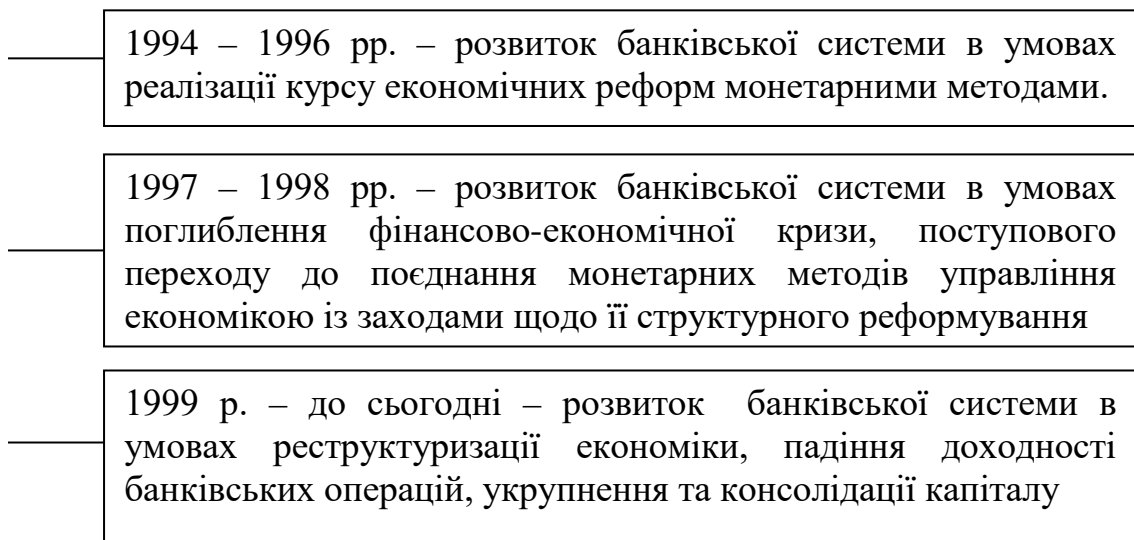 1994 – 1996 рр. – розвиток банківської системи в умовах
реалізації курсу економічних реформ монетарними методами.
1997 – 1998 рр. – розвиток банківської системи в умовах
поглиблення фінансово-економічної кризи, поступового
переходу до поєднання монетарних методів управління
економікою із заходами щодо її структурного реформування
1999 р. – до сьогодні – розвиток банківської системи в
умовах реструктуризації економіки, падіння доходності
банківських операцій, укрупнення та консолідації капіталу